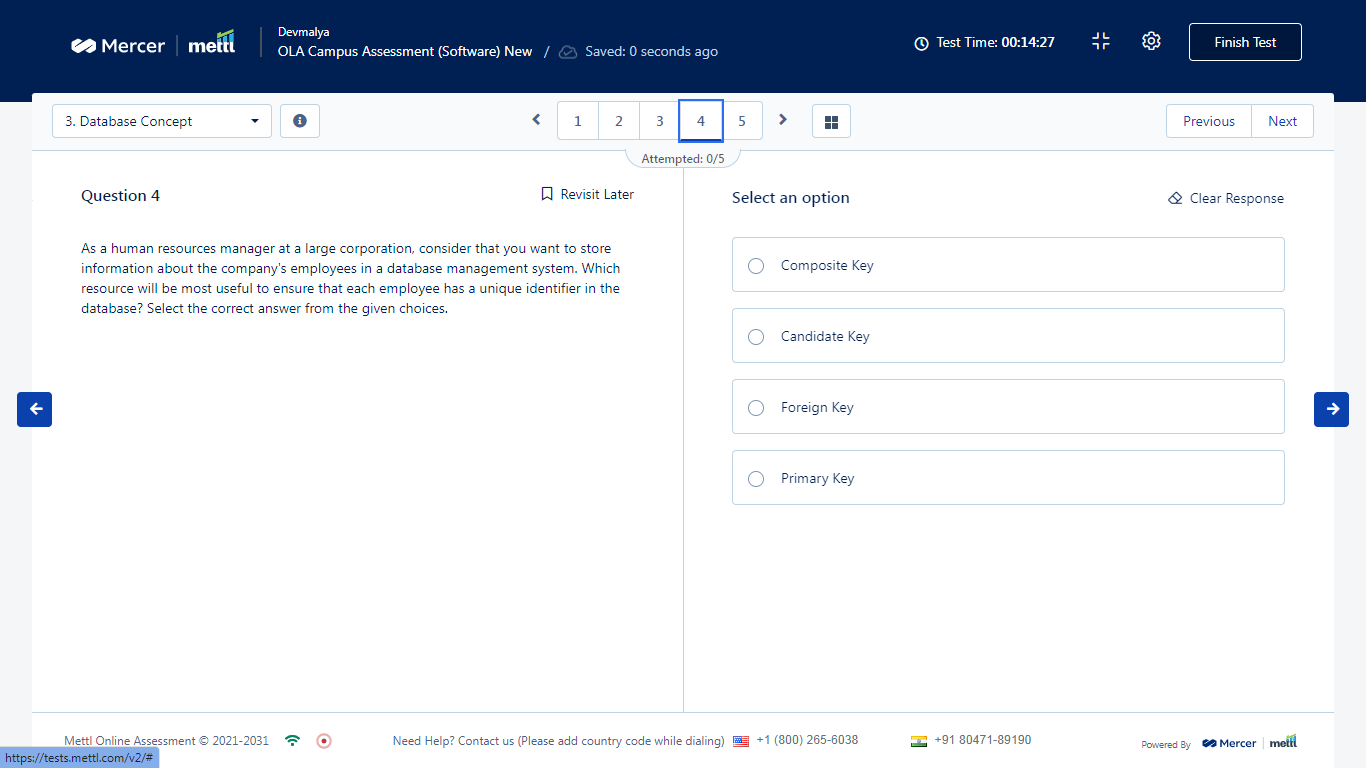 Mercer mettl
Devmalya
OLA Campus Assessment (Software) New / Saved: 0 seconds ago
Test Time: 00:14:27
Finish Test
3. Database Concept
1 2 3 4 5
Previous Next
Attempted: 0/5
Question 4
Revisit Later
As a human resources manager at a large corporation, consider that you want to store
information about the company's employees in a database management system. Which
resource will be most useful to ensure that each employee has a unique identifier in the
database? Select the correct answer from the given choices.
Select an option
Clear Response
Composite Key
Candidate Key
Foreign Key
Primary Key
Mettl Online Assessment © 2021-2031
Need Help? Contact us (Please add country code while dialing) +1 (800) 265-6038 +91 80471-89190
Powered By Mercer mettl
https://tests.mettl.com/v2/#